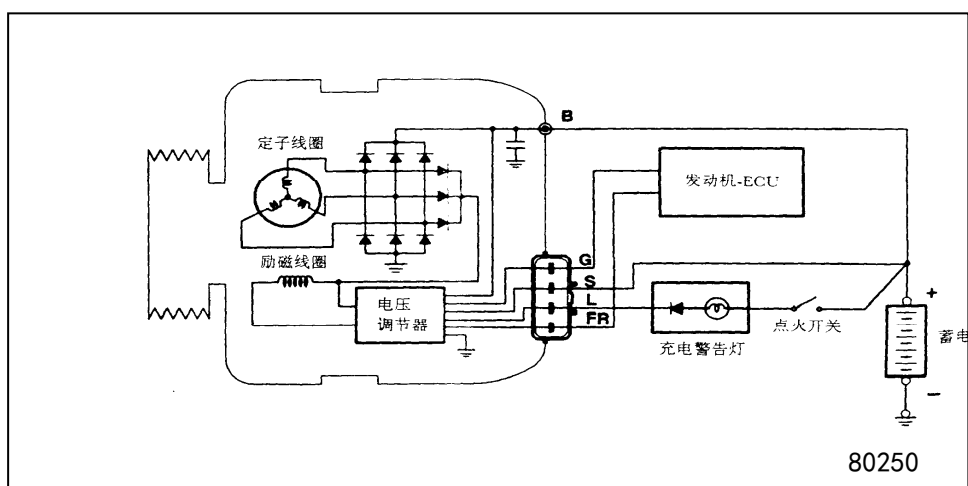 B
定子线圈
发动机-ECU
G
励磁线圈
S
L
电压
调节器
FR
点火开关
充电警告灯
+
蓄电
−
80250